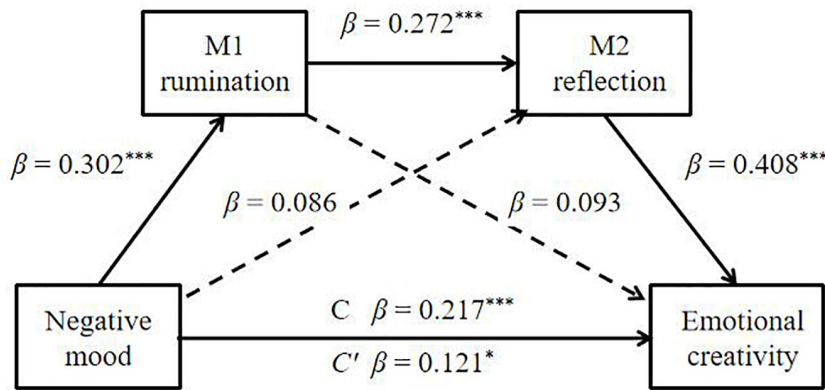 M1
rumination
β = 0.272***
M2
reflection
β = 0.302***
β = 0.086
β = 0.093
β = 0.408***
Negative
mood
C β = 0.217***
C′ β = 0.121*
Emotional
creativity